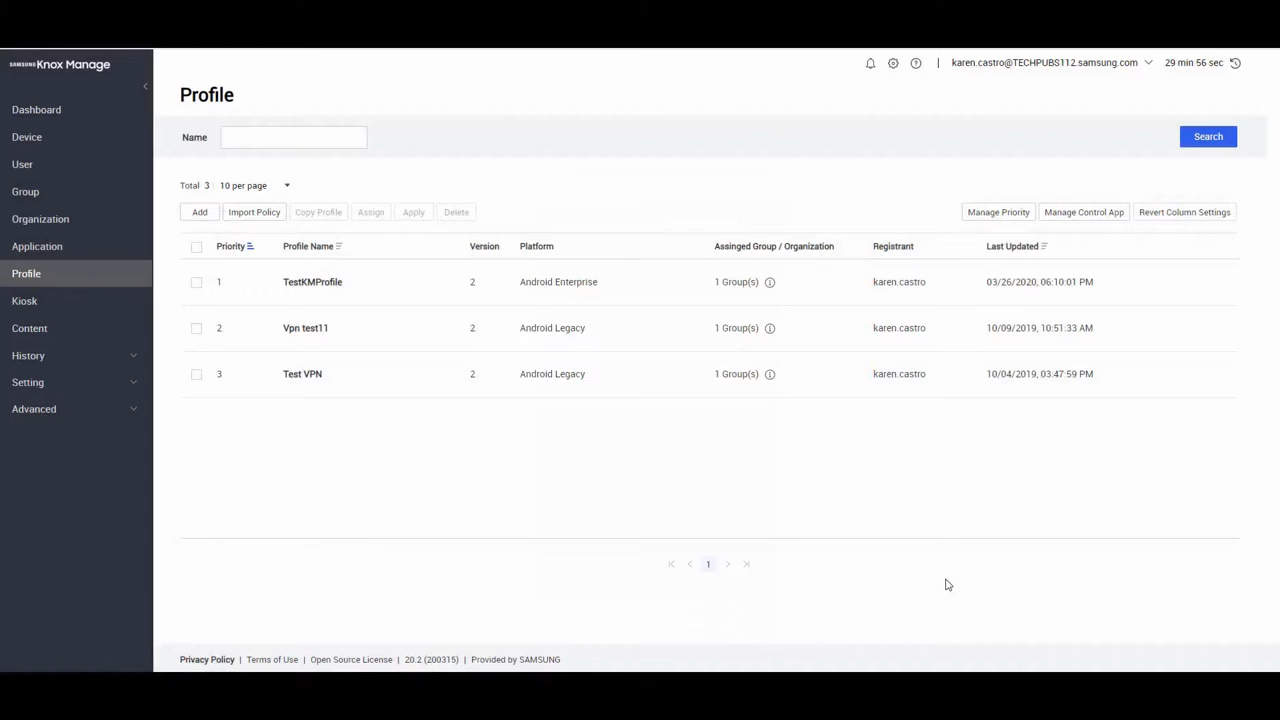 SAMSUNG Knox Manage
karen.castro@TECHPUBS112.samsung.com
29 min 56 sec
Dashboard
Device
User
Group
Organization
Application
Profile
Kiosk
Content
History
Setting
Advanced
Profile
Name
Search
Total 3 10 per page
Add Import Policy Copy Profile Assign Apply Delete Manage Priority Manage Control App Revert Column Settings
Priority Profile Name Version Platform Assinged Group / Organization Registrant Last Updated
1 TestKMProfile 2 Android Enterprise 1 Group(s) karen.castro 03/26/2020, 06:10:01 PM
2 Vpn test11 2 Android Legacy 1 Group(s) karen.castro 10/09/2019, 10:51:33 AM
3 Test VPN 2 Android Legacy 1 Group(s) karen.castro 10/04/2019, 03:47:59 PM
1
Privacy Policy | Terms of Use | Open Source License | 20.2 (200315) | Provided by SAMSUNG